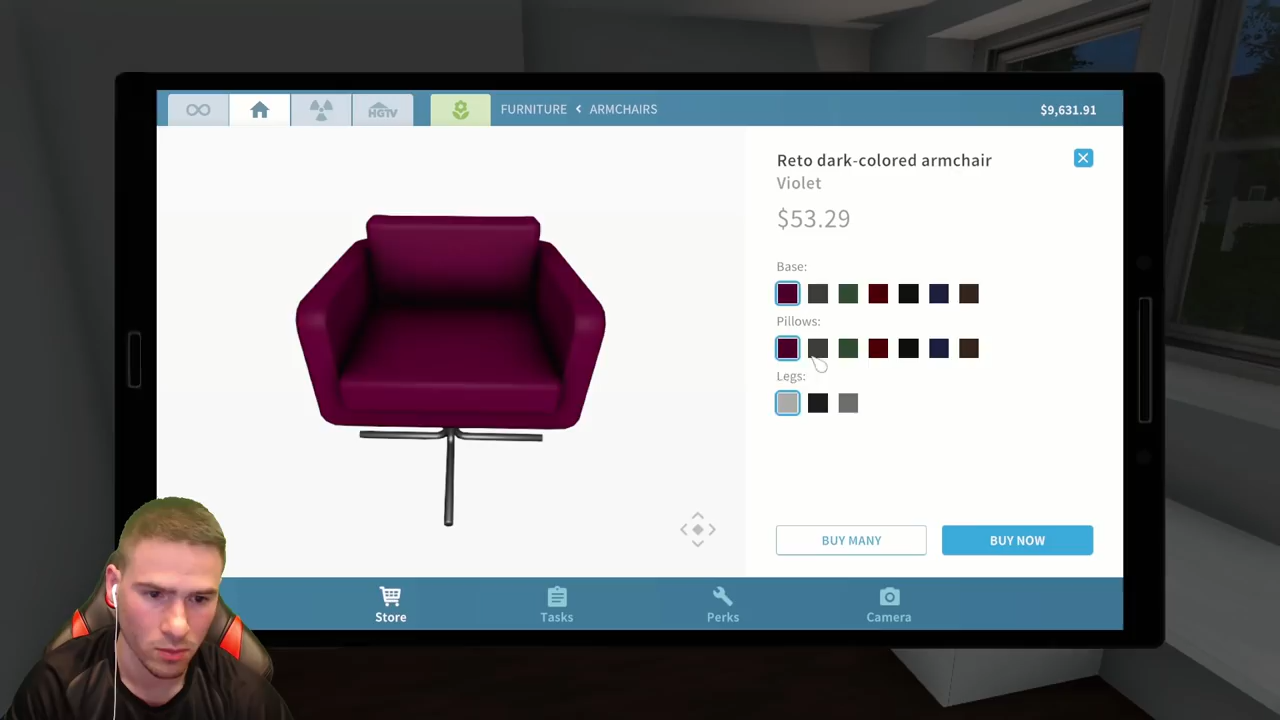 HGTV
FURNITURE < ARMCHAIRS
$9,631.91
Reto dark-colored armchair
Violet
$53.29
Base:
Pillows:
Legs:
BUY MANY
BUY NOW
Store
Tasks
Perks
Camera